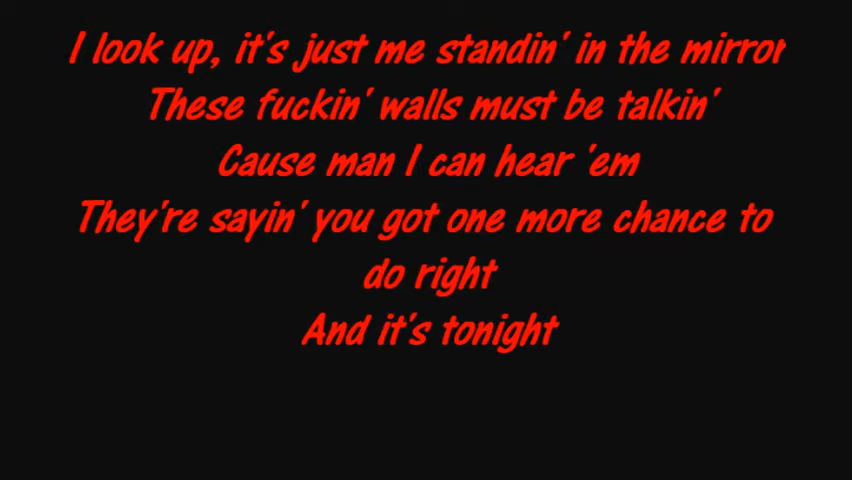 I look up, it's just me standin' in the mirror
These fuckin' walls must be talkin'
Cause man I can hear 'em
They're sayin' you got one more chance to
do right
And it's tonight